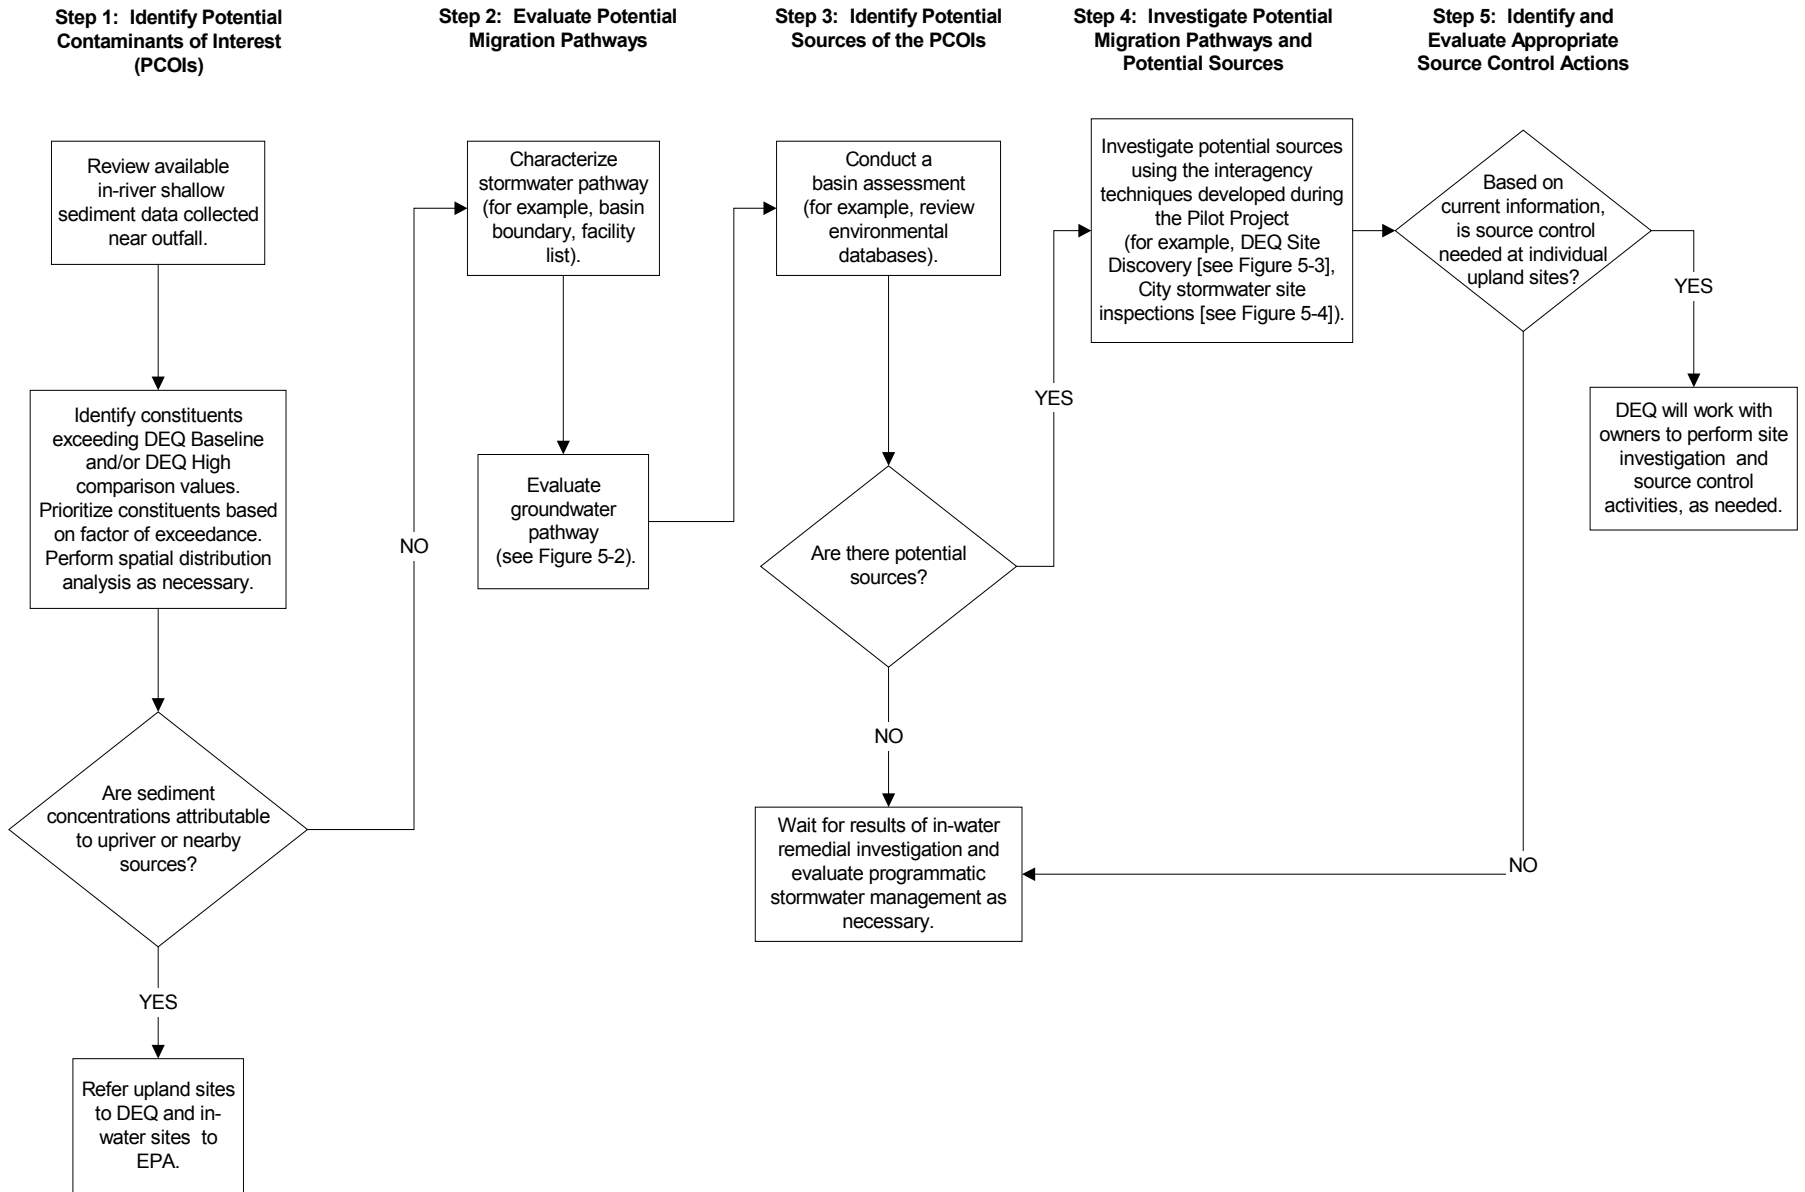 Step 1:  Identify Potential
Contaminants of Interest
(PCOIs)
Step 2:  Evaluate Potential
Migration Pathways
Step 3:  Identify Potential
Sources of the PCOIs
Step 4:  Investigate Potential
Migration Pathways and
Potential Sources
Step 5:  Identify and
Evaluate Appropriate
Source Control Actions
Review available
in-river shallow
sediment data collected
near outfall.
Identify constituents
exceeding DEQ Baseline
and/or DEQ High
comparison values.
Prioritize constituents based
on factor of exceedance.
Perform spatial distribution
analysis as necessary.
Are sediment
concentrations attributable
to upriver or nearby
sources?
YES
Refer upland sites
to DEQ and in-
water sites  to
EPA.
NO
Characterize
stormwater pathway
(for example, basin
boundary, facility
list).
Evaluate
groundwater
pathway
(see Figure 5-2).
Conduct a
basin assessment
(for example, review
environmental
databases).
Are there potential
sources?
NO
Wait for results of in-water
remedial investigation and
evaluate programmatic
stormwater management as
necessary.
YES
Investigate potential sources
using the interagency
techniques developed during
the Pilot Project
(for example, DEQ Site
Discovery [see Figure 5-3],
City stormwater site
inspections [see Figure 5-4]).
Based on
current information,
is source control
needed at individual
upland sites?
YES
DEQ will work with
owners to perform site
investigation  and
source control
activities, as needed.
NO